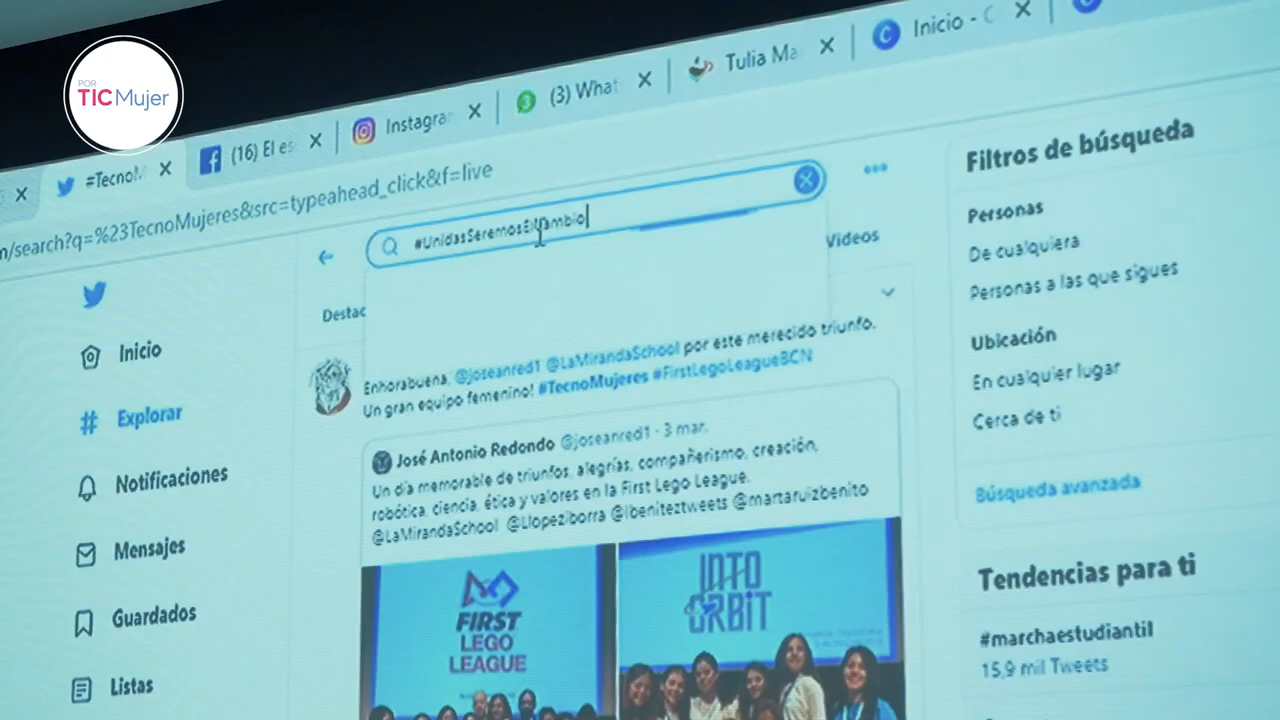 POR
TIC Mujer
#TecnoM
(16) El es
Instagra
(3) What
Tulia Ma
Inicio - C
m/search?q=%23TecnoMujeres&src=typeahead_click&f=live
#UnidasSeremosElCambio
Inicio
Explorar
Notificaciones
Mensajes
Guardados
Listas
Destac
Videos
Enhorabuena, @joseanred1 @LaMirandaSchool por este merecido triunfo.
Un gran equipo femenino! #TecnoMujeres #FirstLegoLeagueBCN
José Antonio Redondo @joseanred1 · 3 mar.
Un día memorable de triunfos, alegrías, compañerismo, creación,
robótica, ciencia, ética y valores en la First Lego League.
@LaMirandaSchool @Llopeziborra @lbeniteztweets @martaruizbenito
FIRST
LEGO
LEAGUE
INTO
ORBIT
Filtros de búsqueda
Personas
De cualquiera
Personas a las que sigues
Ubicación
En cualquier lugar
Cerca de ti
Búsqueda avanzada
Tendencias para ti
#marchaestudiantil
15,9 mil Tweets